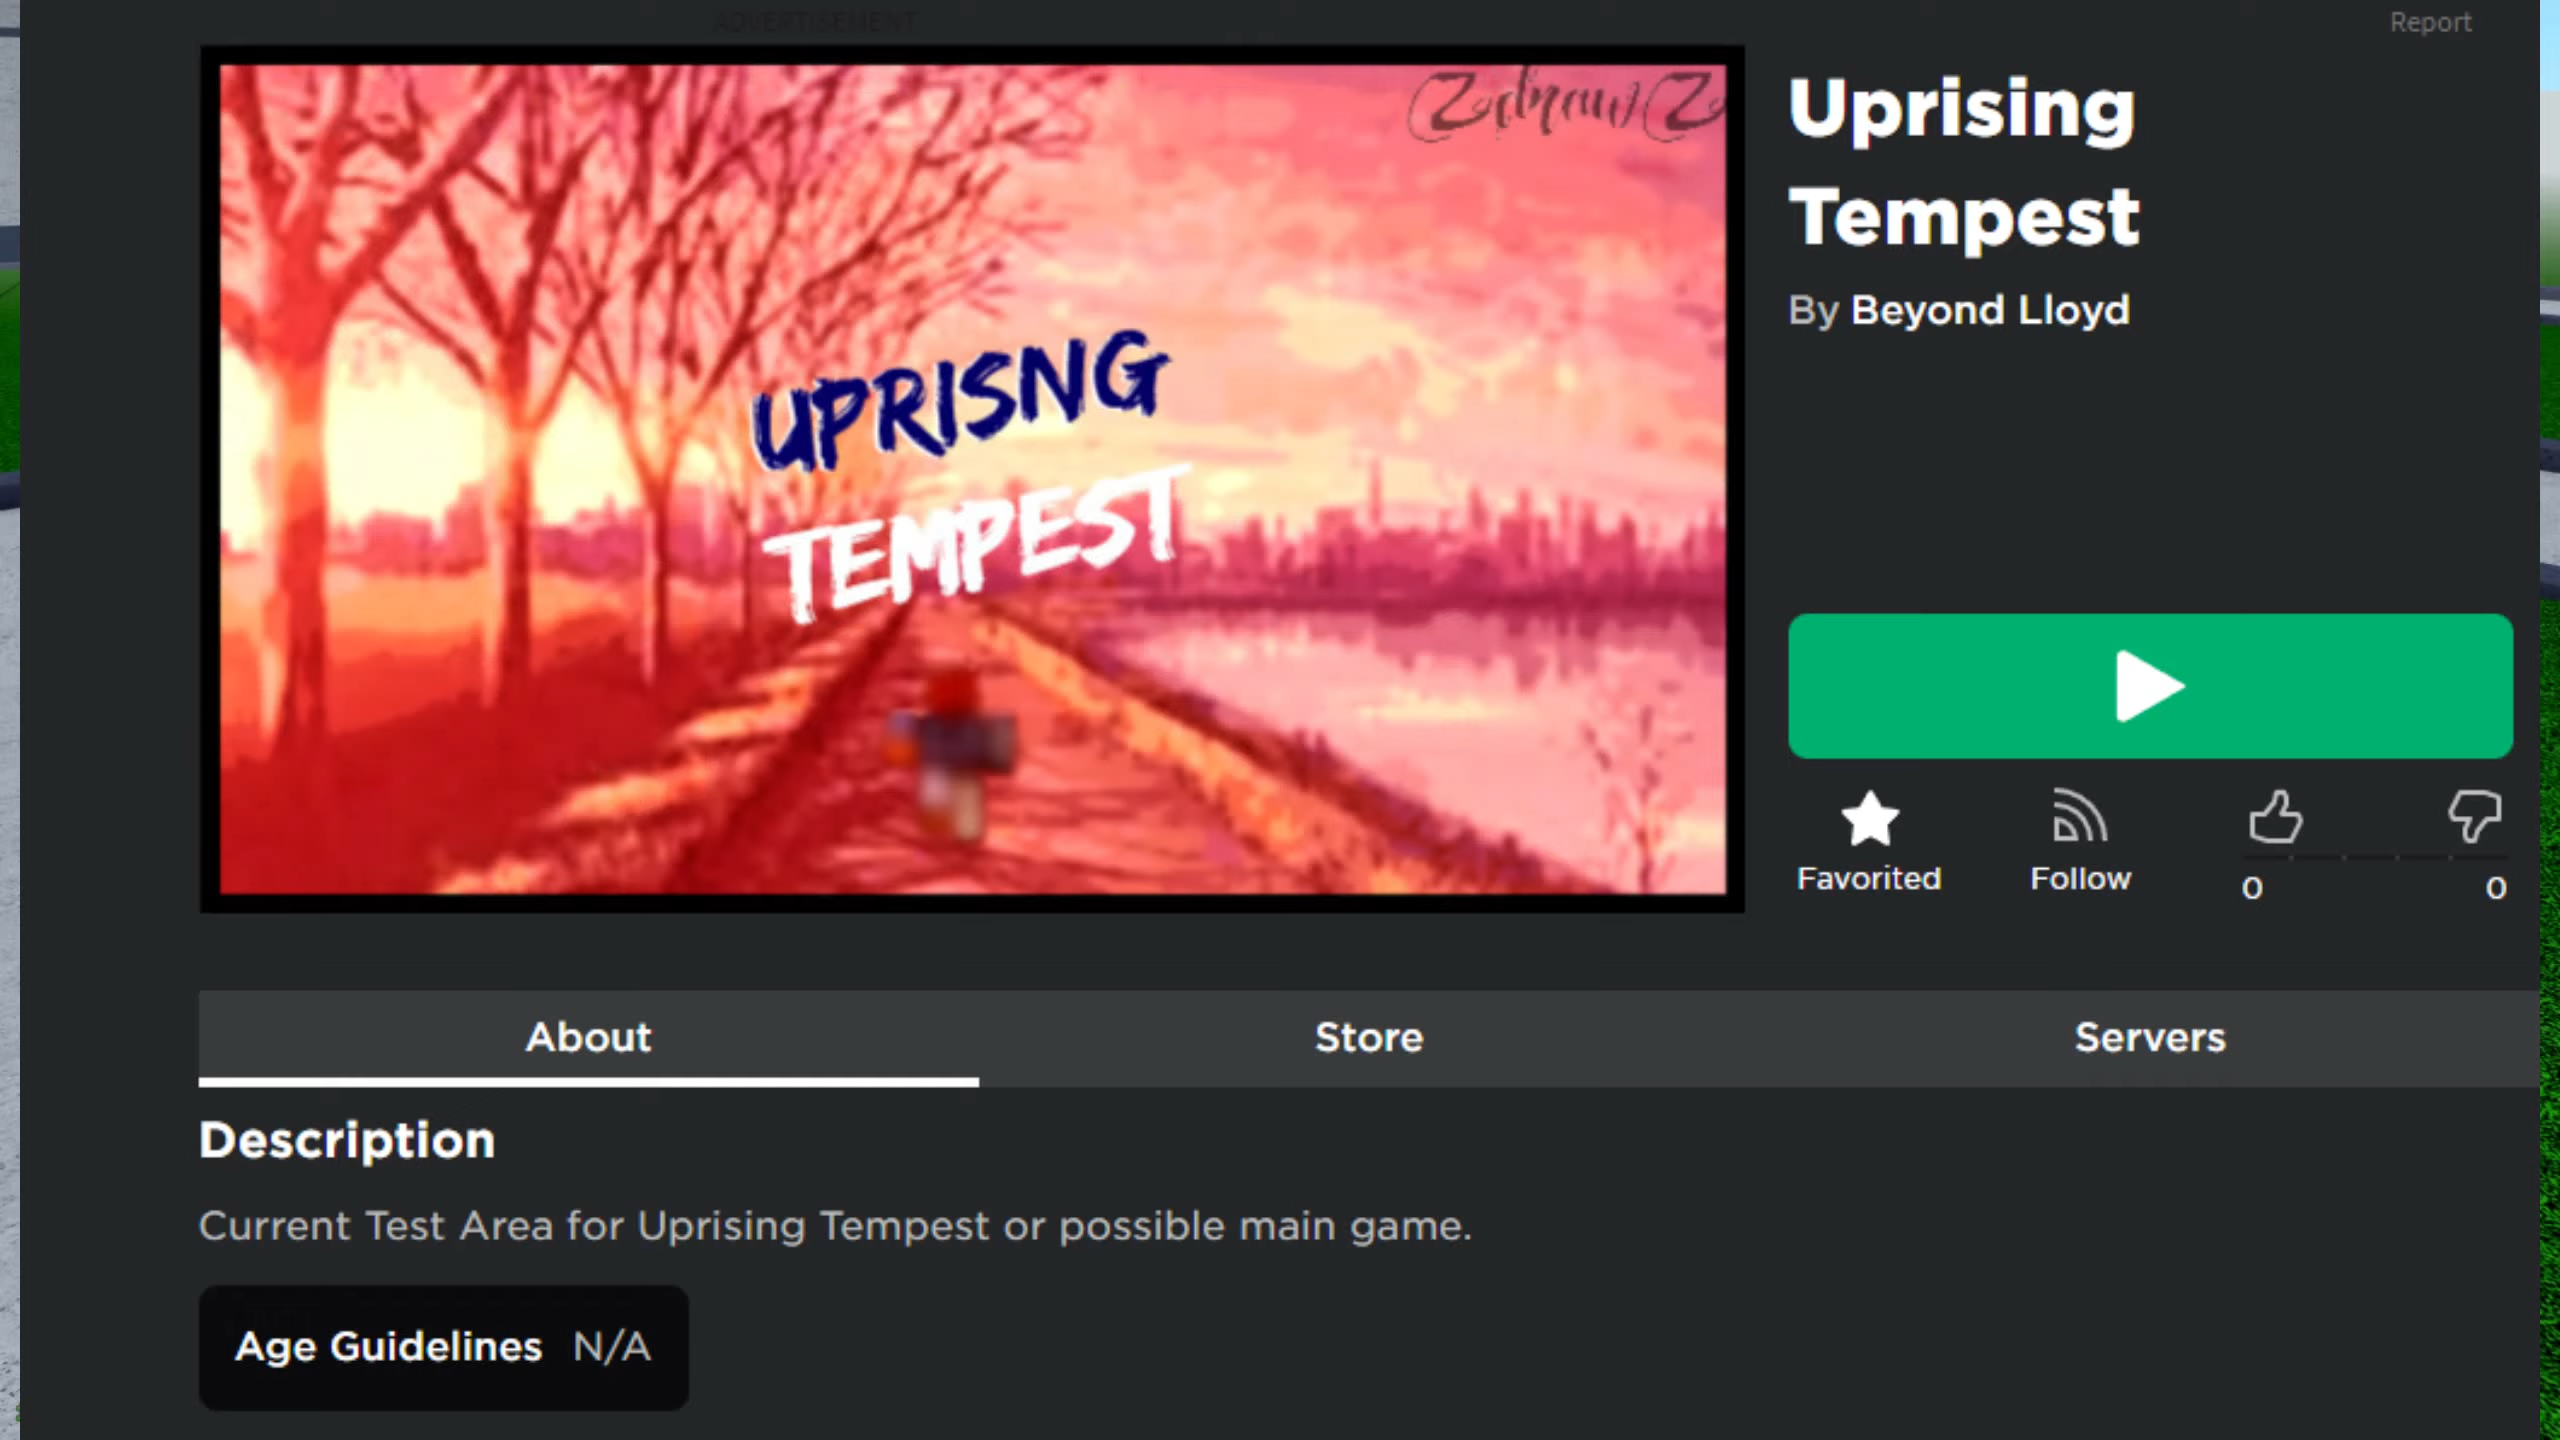 ADVERTISEMENT
Report
UPRISNG
TEMPEST
Uprising
Tempest
By Beyond Lloyd
Favorited
Follow
0
0
About
Store
Servers
Description
Current Test Area for Uprising Tempest or possible main game.
Age Guidelines N/A